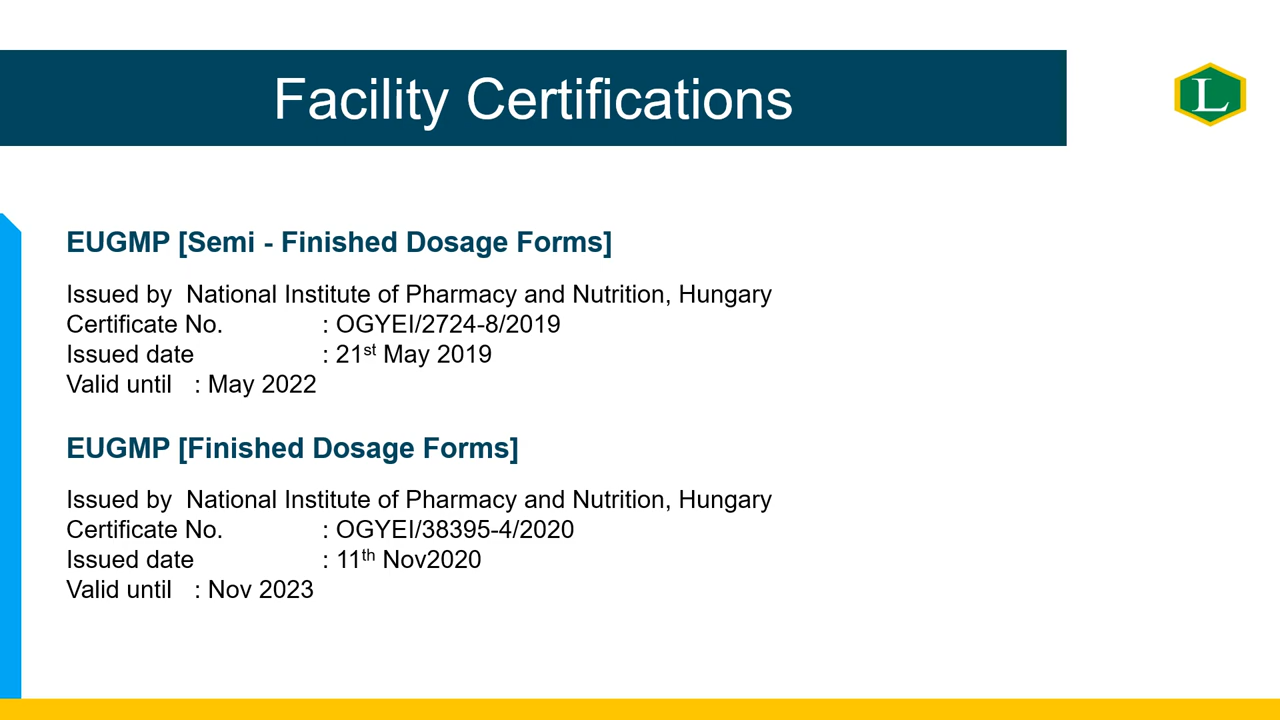 Facility Certifications
L
EUGMP [Semi - Finished Dosage Forms]
Issued by  National Institute of Pharmacy and Nutrition, Hungary
Certificate No. : OGYEI/2724-8/2019
Issued date : 21st May 2019
Valid until : May 2022
EUGMP [Finished Dosage Forms]
Issued by  National Institute of Pharmacy and Nutrition, Hungary
Certificate No. : OGYEI/38395-4/2020
Issued date : 11th Nov2020
Valid until : Nov 2023